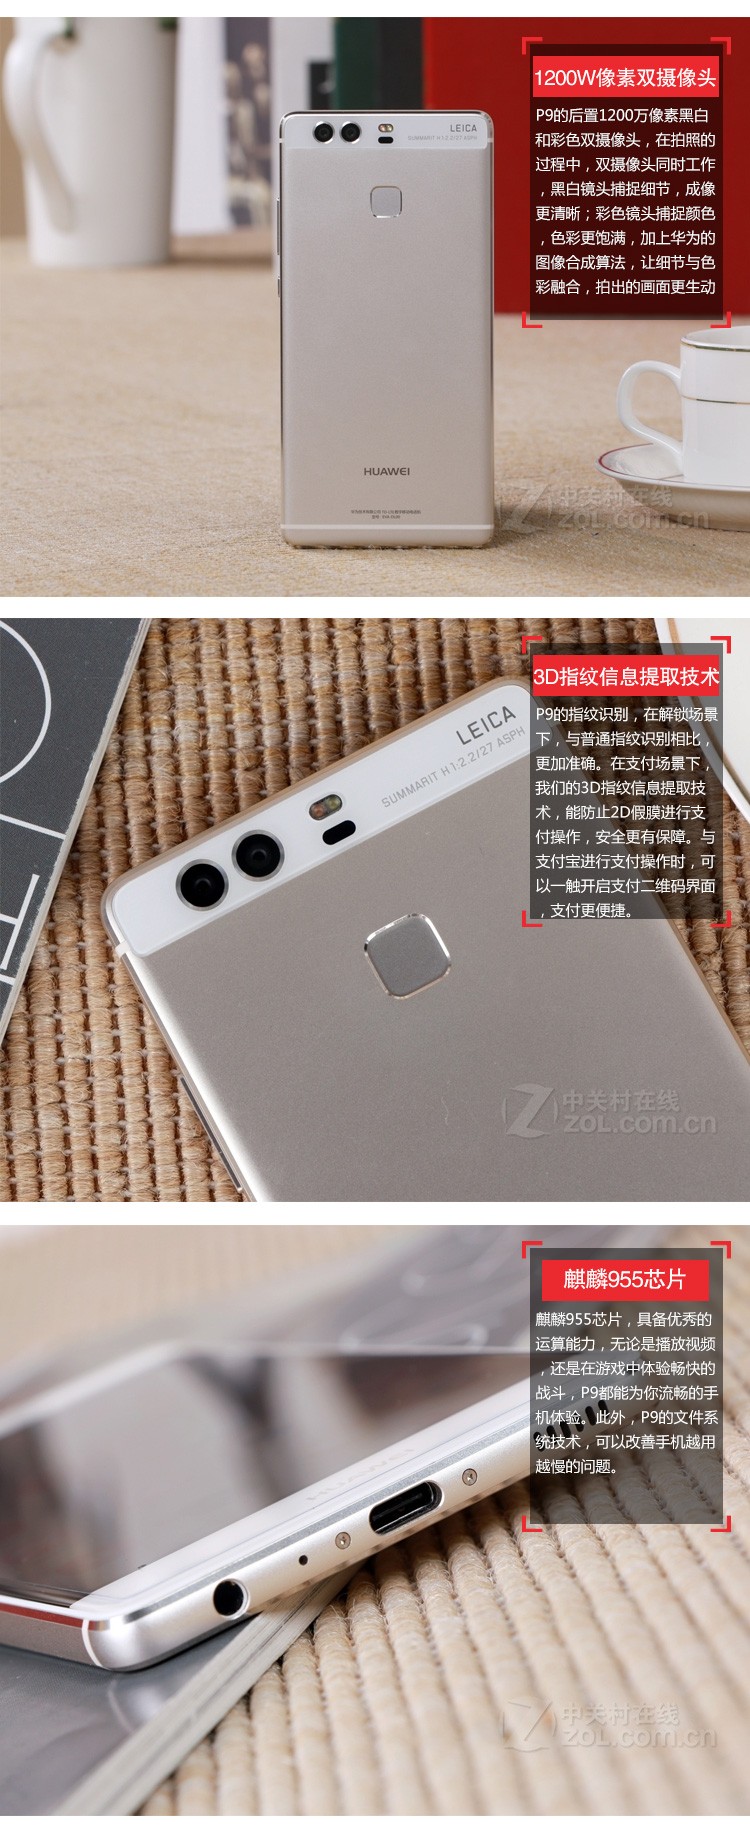 1200W像素双摄像头
P9的后置1200万像素黑白
和彩色双摄像头，在拍照的
过程中，双摄像头同时工作
，黑白镜头捕捉细节，成像
更清晰；彩色镜头捕捉颜色
，色彩更饱满，加上华为的
图像合成算法，让细节与色
彩融合，拍出的画面更生动
LEICA
SUMMARIT H 1:2.2/27 ASPH
HUAWEI
中关村在线
ZOL.com.cn
3D指纹信息提取技术
P9的指纹识别，在解锁场景
下，与普通指纹识别相比，
更加准确。在支付场景下，
我们的3D指纹信息提取技
术，能防止2D假膜进行支
付操作，安全更有保障。与
支付宝进行支付操作时，可
以一触开启支付二维码界面
，支付更便捷。
LEICA
SUMMARIT H 1:2.2/27 ASPH
中关村在线
ZOL.com.cn
麒麟955芯片
麒麟955芯片，具备优秀的
运算能力，无论是播放视频
，还是在游戏中体验畅快的
战斗，P9都能为你流畅的手
机体验。此外，P9的文件系
统技术，可以改善手机越用
越慢的问题。
HUAWEI
中关村在线
ZOL.com.cn